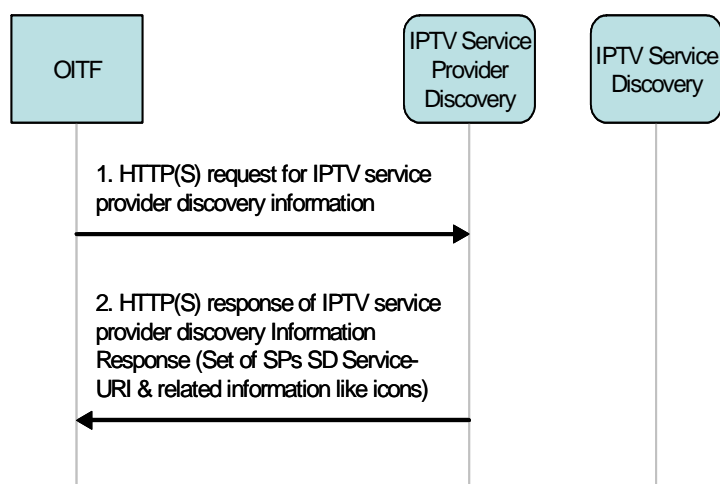 OITF
IPTV Service
Provider
Discovery
IPTV Service
Discovery
1. HTTP(S) request for IPTV service
provider discovery information
2. HTTP(S) response of IPTV service
provider discovery Information
Response (Set of SPs SD Service-
URI & related information like icons)